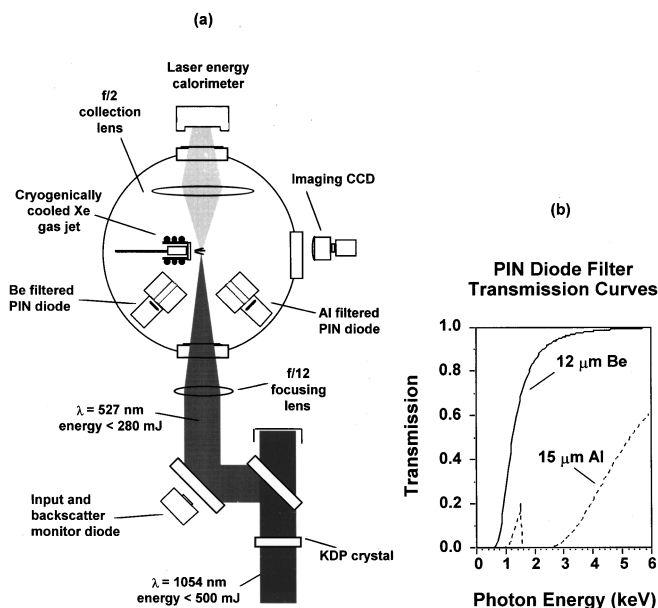 (a)
Laser energy
calorimeter
f/2
collection
lens
Imaging CCD
Cryogenically
cooled Xe
gas jet
Be filtered
PIN diode
Al filtered
PIN diode
f/12
focusing
lens
λ = 527 nm
energy < 280 mJ
Input and
backscatter
monitor diode
KDP crystal
λ = 1054 nm
energy < 500 mJ
(b)
PIN Diode Filter
Transmission Curves
1.0
0.8
0.6
0.4
0.2
0.0
Transmission
12 μm Be
15 μm Al
0 1 2 3 4 5 6
Photon Energy (keV)